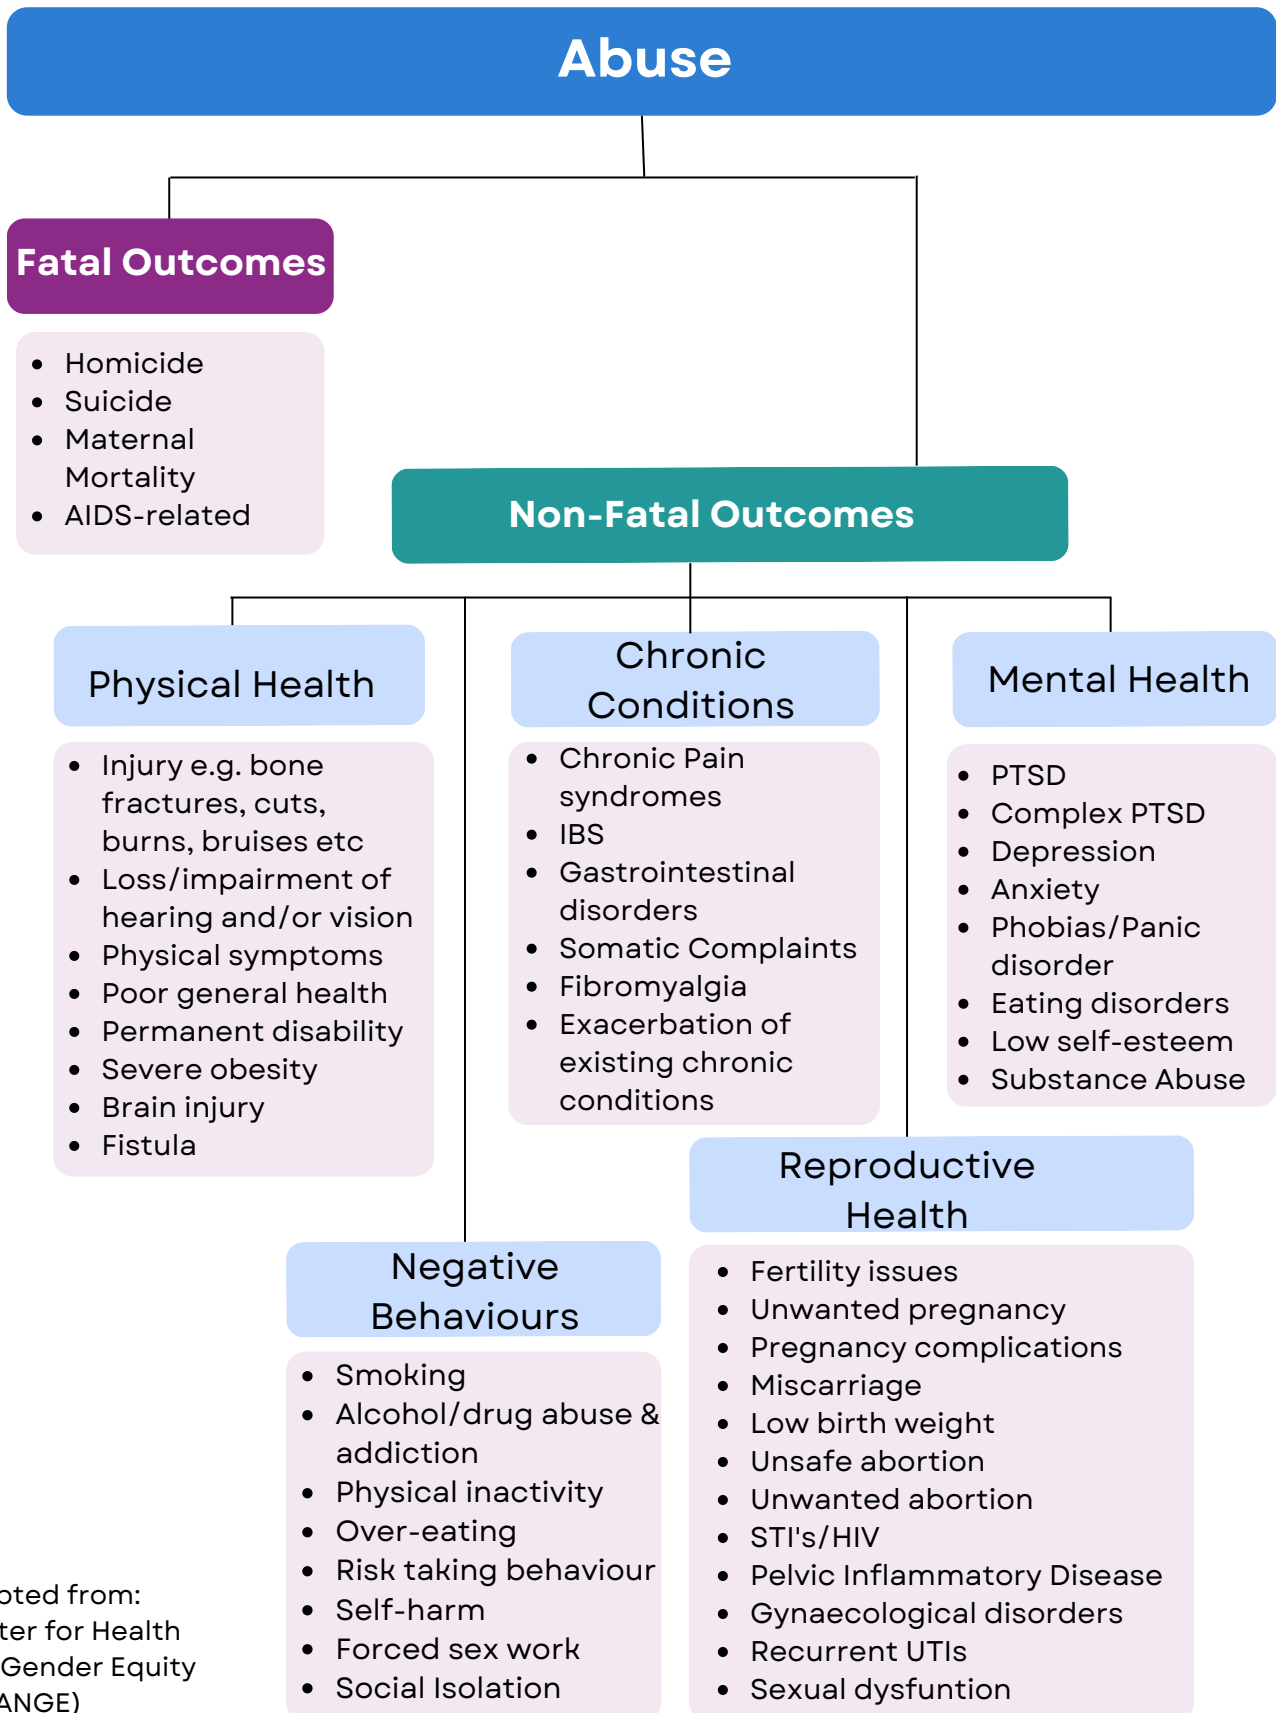 Abuse
Fatal Outcomes
• Homicide
• Suicide
• Maternal
Mortality
• AIDS-related
Non-Fatal Outcomes
Physical Health
• Injury e.g. bone
fractures, cuts,
burns, bruises etc
• Loss/impairment of
hearing and/or vision
• Physical symptoms
• Poor general health
• Permanent disability
• Severe obesity
• Brain injury
• Fistula
Chronic
Conditions
• Chronic Pain
syndromes
• IBS
• Gastrointestinal
disorders
• Somatic Complaints
• Fibromyalgia
• Exacerbation of
existing chronic
conditions
Mental Health
• PTSD
• Complex PTSD
• Depression
• Anxiety
• Phobias/Panic
disorder
• Eating disorders
• Low self-esteem
• Substance Abuse
Negative
Behaviours
• Smoking
• Alcohol/drug abuse &
addiction
• Physical inactivity
• Over-eating
• Risk taking behaviour
• Self-harm
• Forced sex work
• Social Isolation
Reproductive
Health
• Fertility issues
• Unwanted pregnancy
• Pregnancy complications
• Miscarriage
• Low birth weight
• Unsafe abortion
• Unwanted abortion
• STI's/HIV
• Pelvic Inflammatory Disease
• Gynaecological disorders
• Recurrent UTIs
• Sexual dysfuntion
from:
for Health
Gender Equity